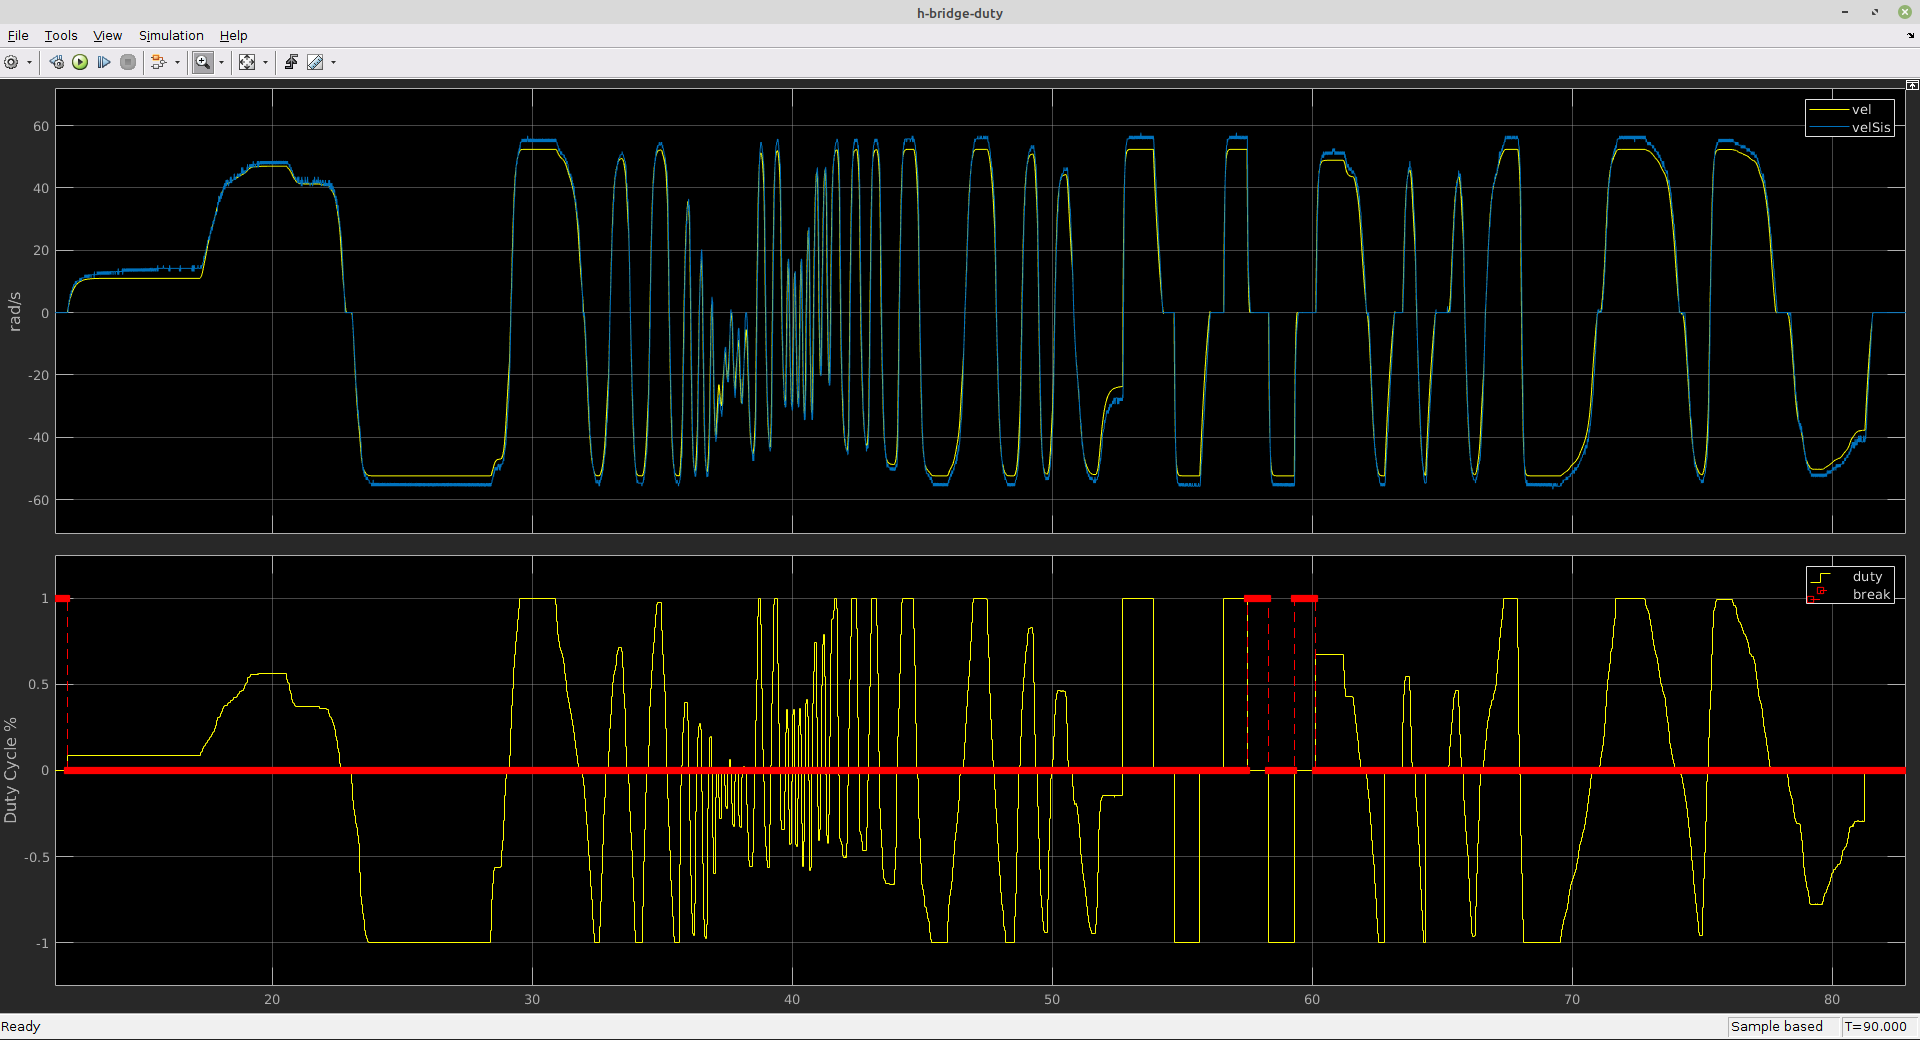 h-bridge-duty
File Tools View Simulation Help
vel
velSis
60
40
20
0
-20
-40
-60
rad/s
duty
break
1
0.5
0
-0.5
-1
Duty Cycle %
20 30 40 50 60 70 80
Ready Sample based T=90.000